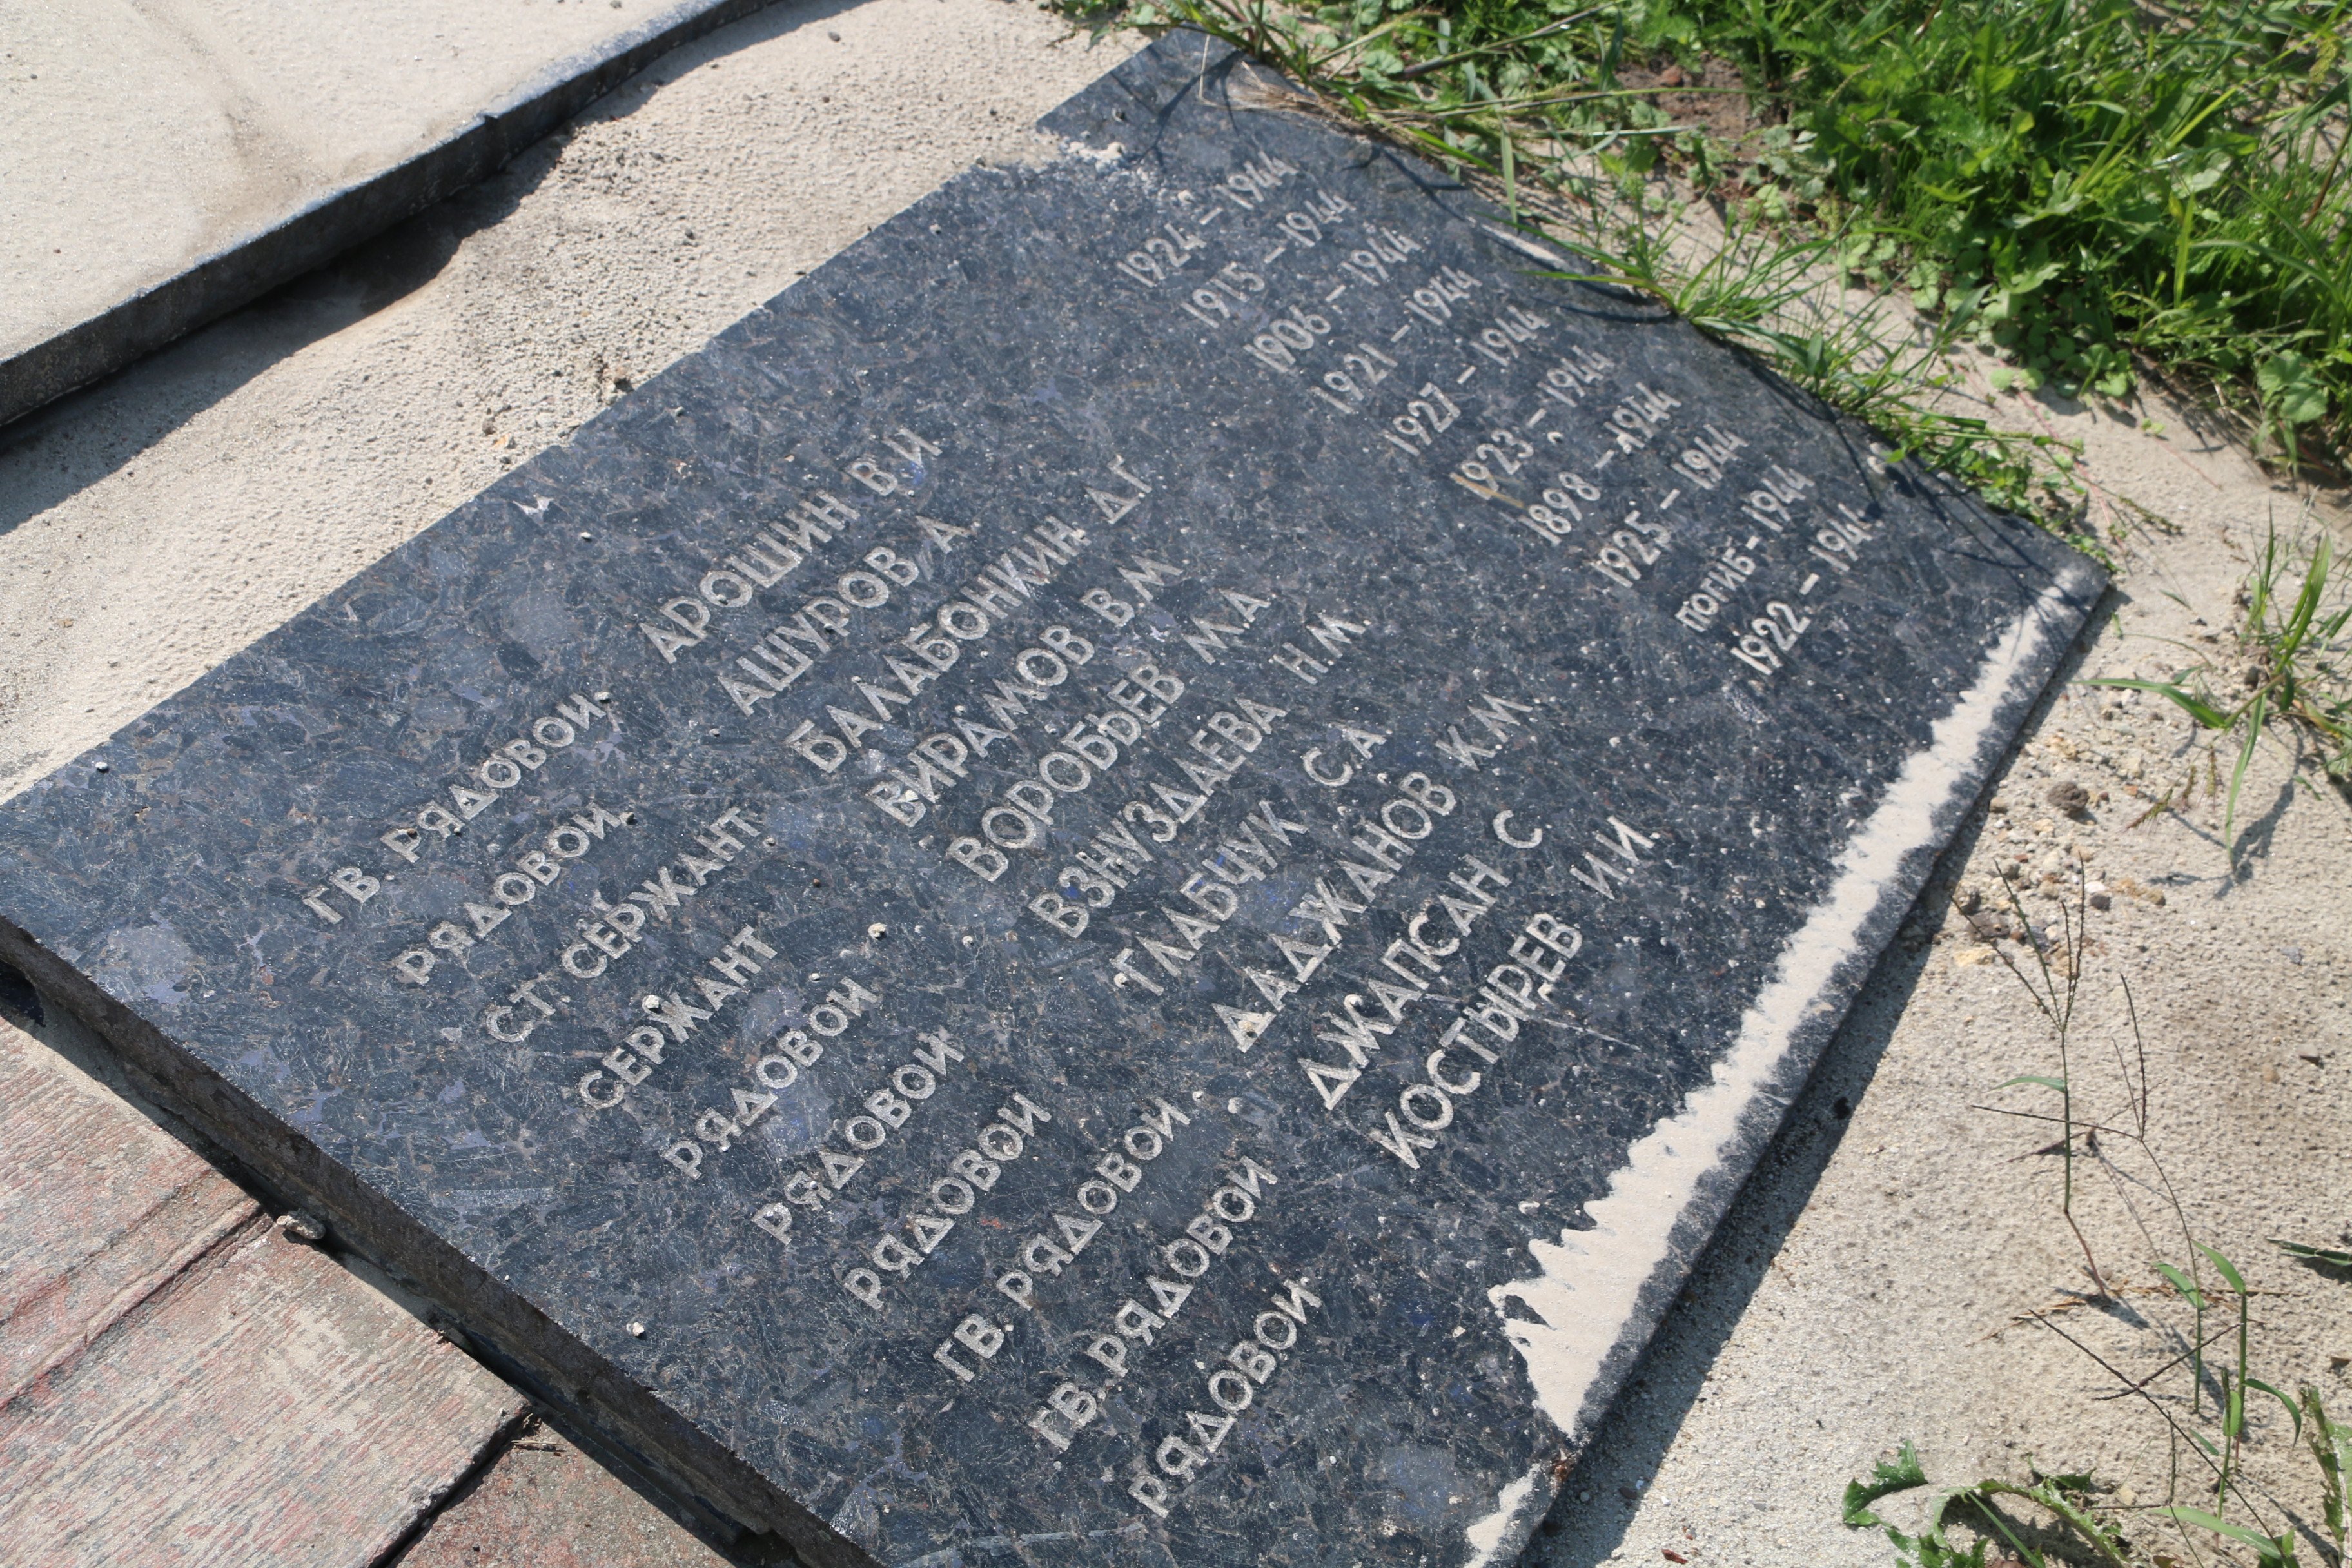 ГВ. РЯДОВОЙ АРОШИН В.И 1924 – 1944
РЯДОВОЙ АШУРОВ А 1915 – 1944
СТ. СЕРЖАНТ БАЛАБОНКИН Д.Г. 1906 – 1944
СЕРЖАНТ ВИРАМОВ В.М 1921 – 1944
РЯДОВОЙ ВОРОБЬЕВ М.А 1927 – 1944
РЯДОВОЙ ВЗНУЗДАЕВА Н.М 1923 – 1944
РЯДОВОЙ ГЛАБЧУК С.А. 1898 – 1944
ГВ. РЯДОВОЙ ДАДЖАНОВ К.М. 1925 – 1944
ГВ. РЯДОВОЙ ДЖАПСАН С ПОГИБ – 1944
РЯДОВОЙ КОСТЫРЕВ И.И 1922 – 1944